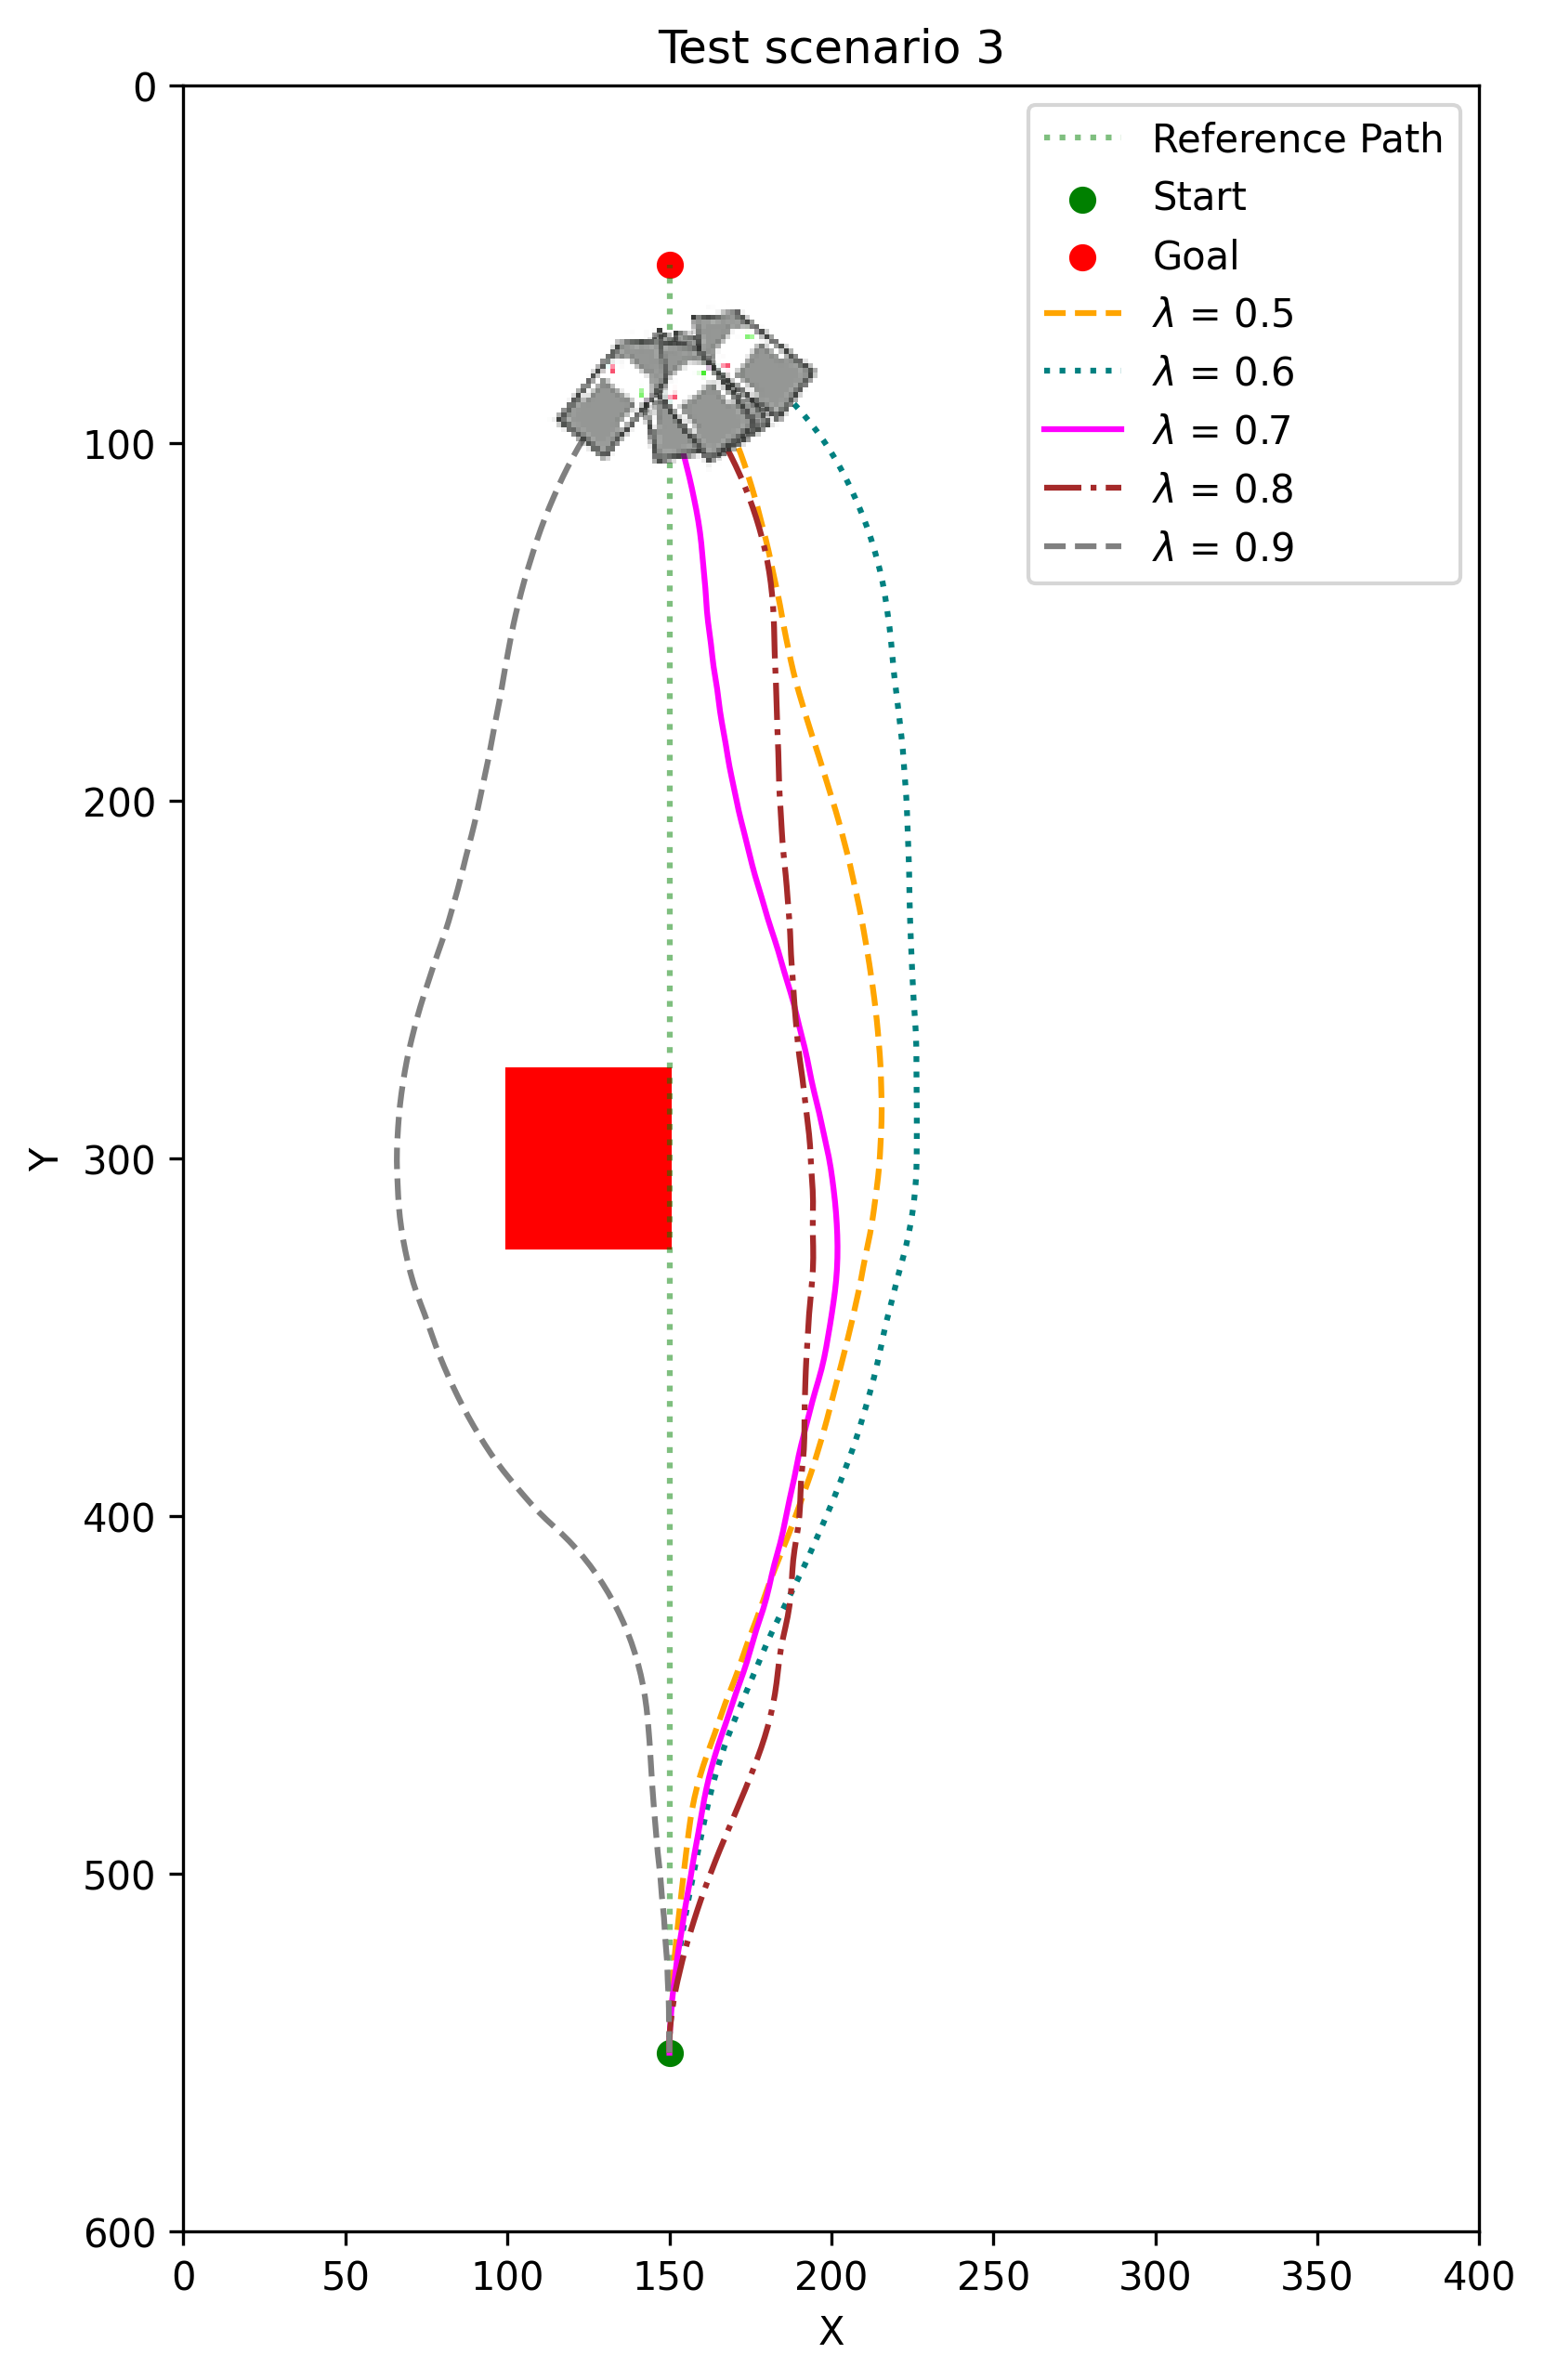 Test scenario 3
0
100
200
300
400
500
600
Y
0 50 100 150 200 250 300 350 400
X
Reference Path
Start
Goal
λ = 0.5
λ = 0.6
λ = 0.7
λ = 0.8
λ = 0.9